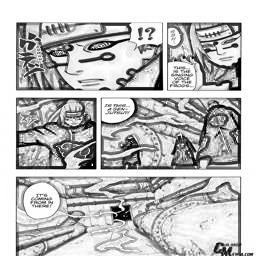 !?
THIS...
...IS THE
SINGING
VOICE
OF THE
FROGS...
IS THIS...
A GEN-
JUTSU!?
IT'S
COMING
FROM IN
THERE!